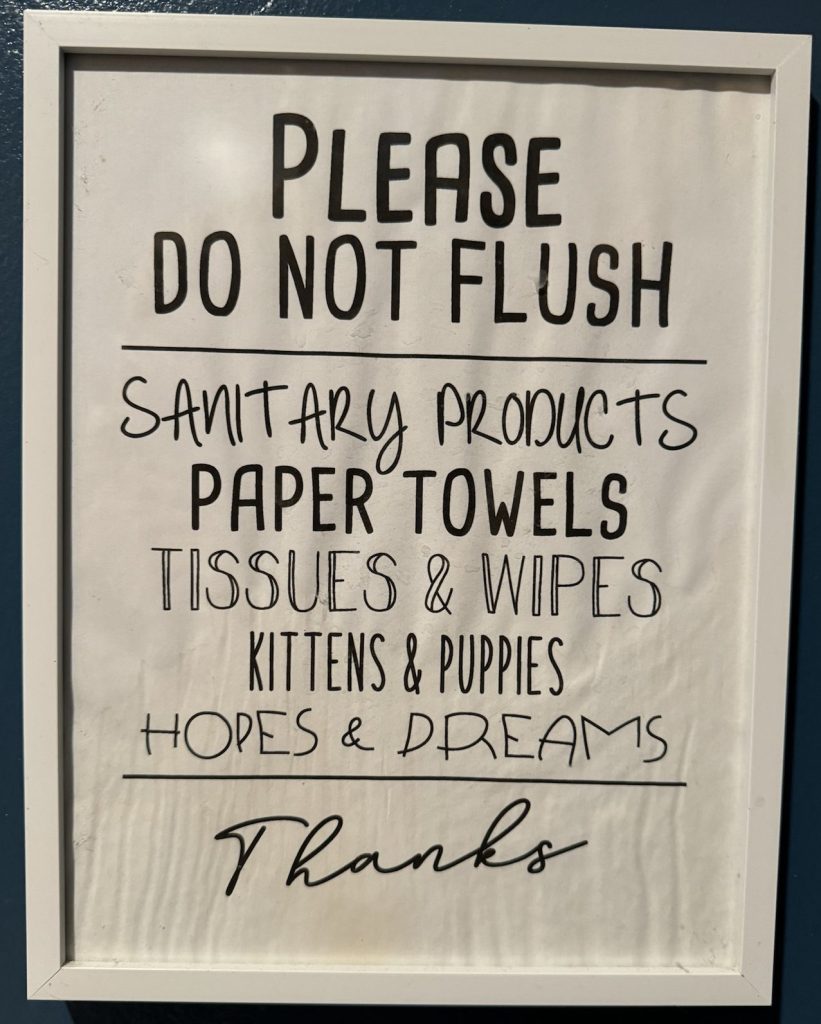 PLEASE
DO NOT FLUSH
SANITARY PRODUCTS
PAPER TOWELS
TISSUES & WIPES
KITTENS & PUPPIES
HOPES & DREAMS
Thanks